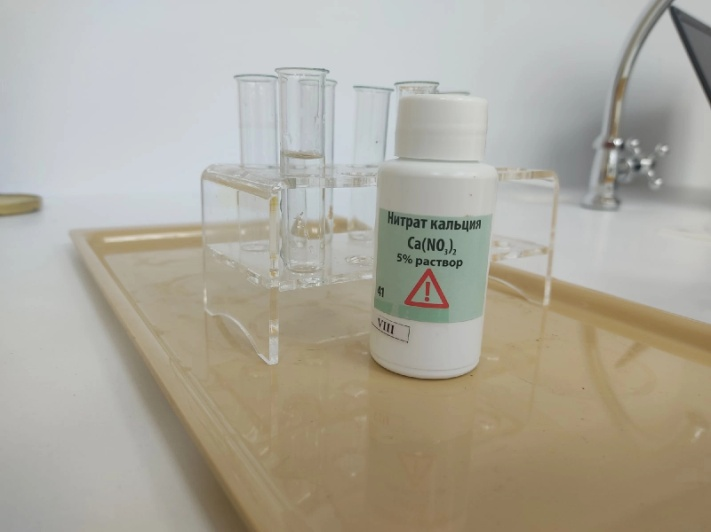 Нитрат кальция
Ca(NO₃)₂
5% раствор
41
VIII